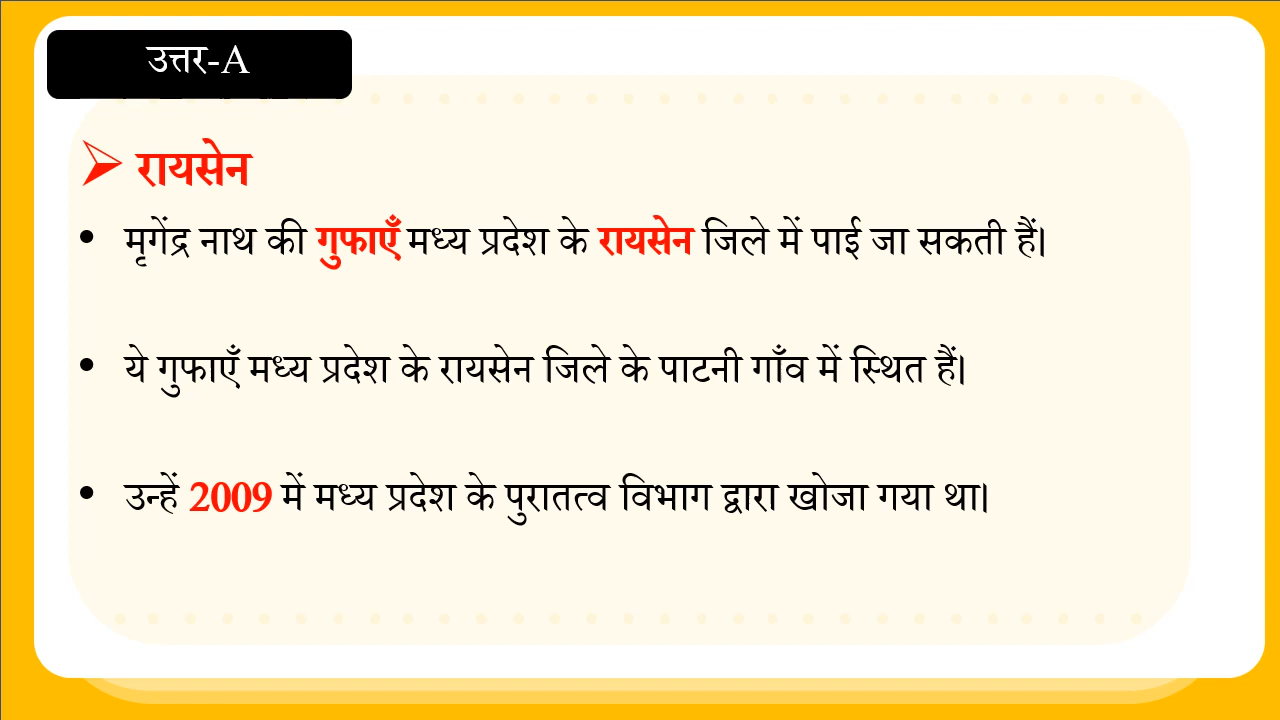 उत्तर-A
➢ रायसेन
• मृगेंद्र नाथ की गुफाएँ मध्य प्रदेश के रायसेन जिले में पाई जा सकती हैं।
• ये गुफाएँ मध्य प्रदेश के रायसेन जिले के पाटनी गाँव में स्थित हैं।
• उन्हें 2009 में मध्य प्रदेश के पुरातत्व विभाग द्वारा खोजा गया था।